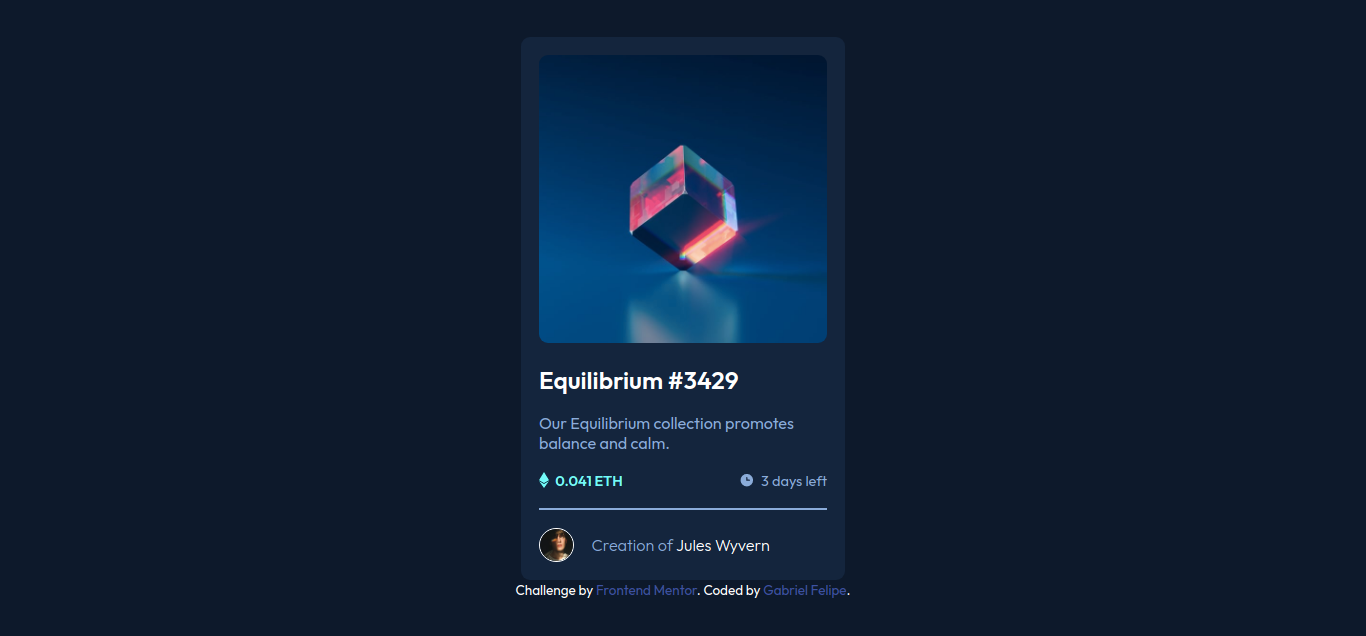 Equilibrium #3429
Our Equilibrium collection promotes
balance and calm.
0.041 ETH
3 days left
Creation of Jules Wyvern
Challenge by Frontend Mentor. Coded by Gabriel Felipe.